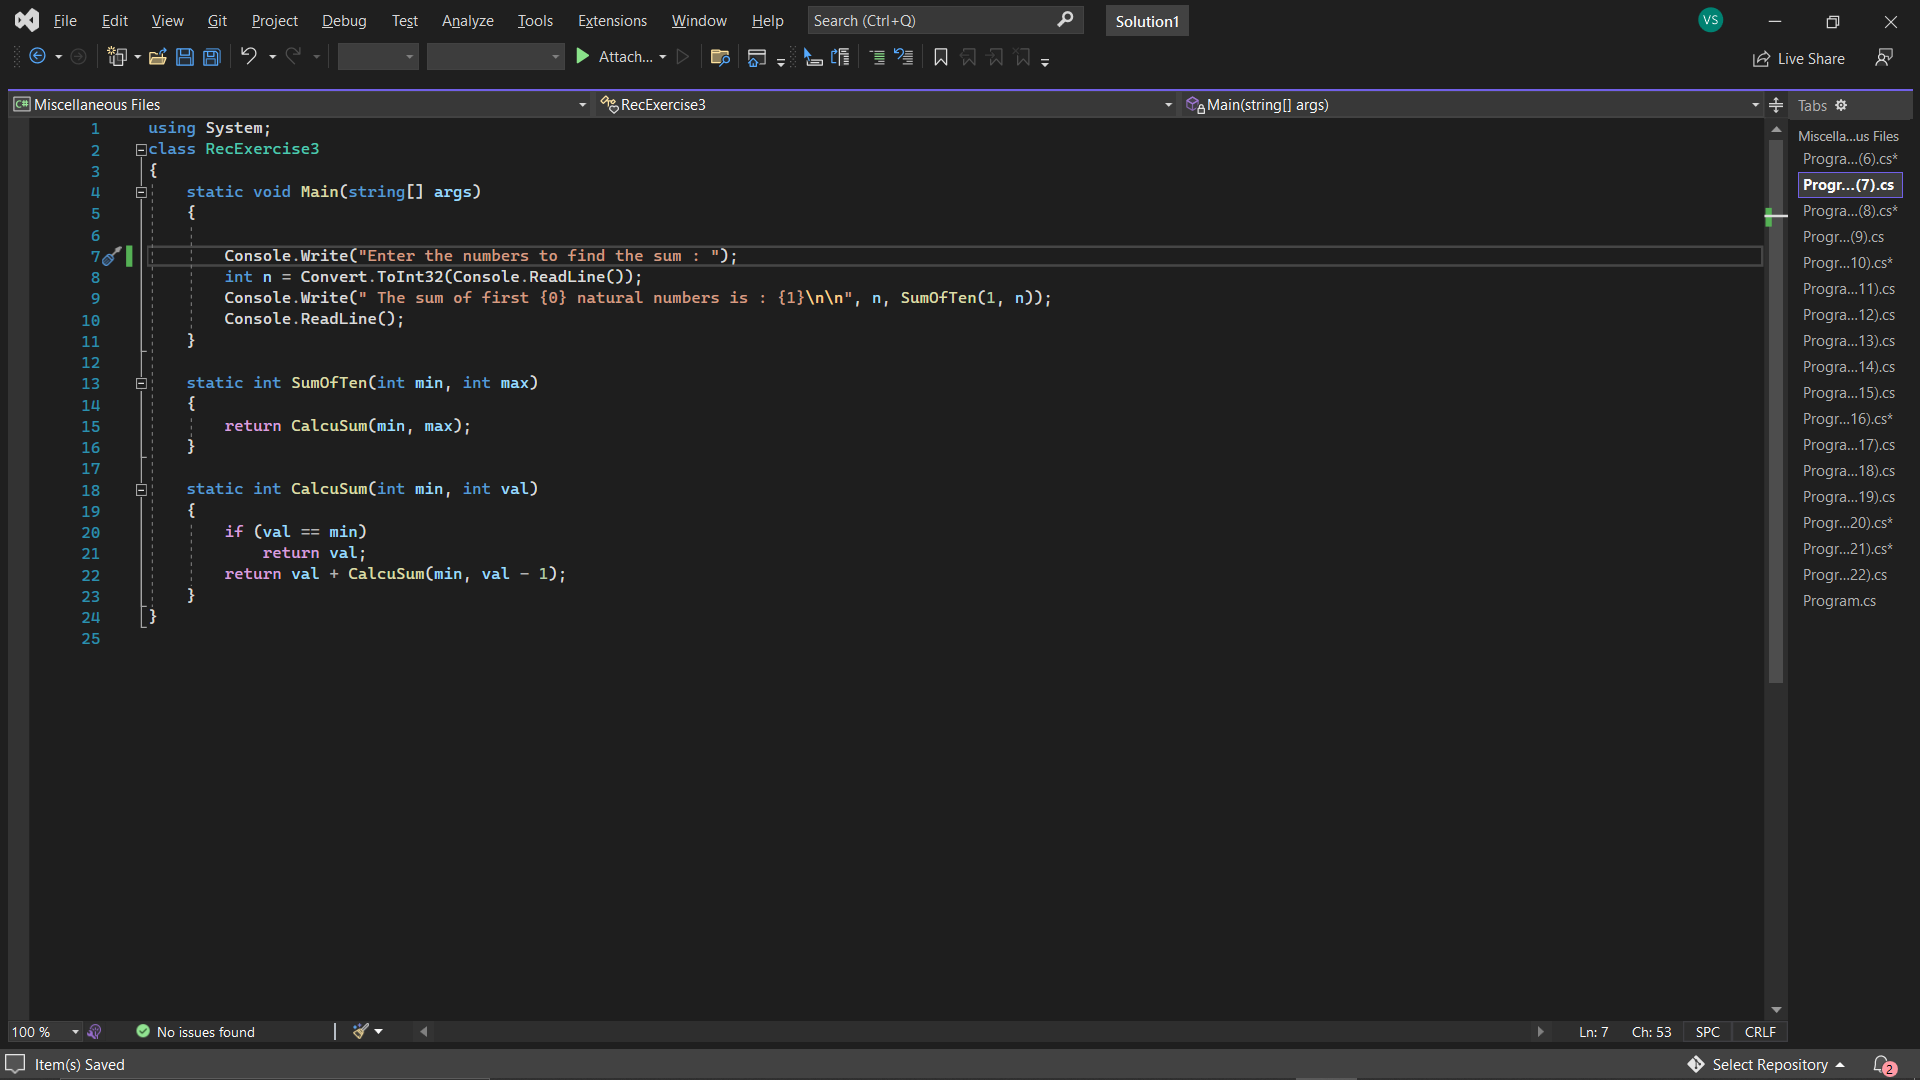 File Edit View Git Project Debug Test Analyze Tools Extensions Window Help Search (Ctrl+Q) Solution1 VS
Attach... Live Share
C# Miscellaneous Files RecExercise3 Main(string[] args) Tabs
1 using System;
2 class RecExercise3
3 {
4 static void Main(string[] args)
5 {
6
7 Console.Write("Enter the numbers to find the sum : ");
8 int n = Convert.ToInt32(Console.ReadLine());
9 Console.Write(" The sum of first {0} natural numbers is : {1}\n\n", n, SumOfTen(1, n));
10 Console.ReadLine();
11 }
12
13 static int SumOfTen(int min, int max)
14 {
15 return CalcuSum(min, max);
16 }
17
18 static int CalcuSum(int min, int val)
19 {
20 if (val == min)
21 return val;
22 return val + CalcuSum(min, val - 1);
23 }
24 }
25
Miscella...us Files
Progra...(6).cs*
Progr...(7).cs
Progra...(8).cs*
Progr...(9).cs
Progr...10).cs*
Progra...11).cs
Progra...12).cs
Progra...13).cs
Progra...14).cs
Progra...15).cs
Progr...16).cs*
Progra...17).cs
Progra...18).cs
Progra...19).cs
Progr...20).cs*
Progr...21).cs*
Progr...22).cs
Program.cs
100 % No issues found Ln: 7 Ch: 53 SPC CRLF
Item(s) Saved Select Repository 2